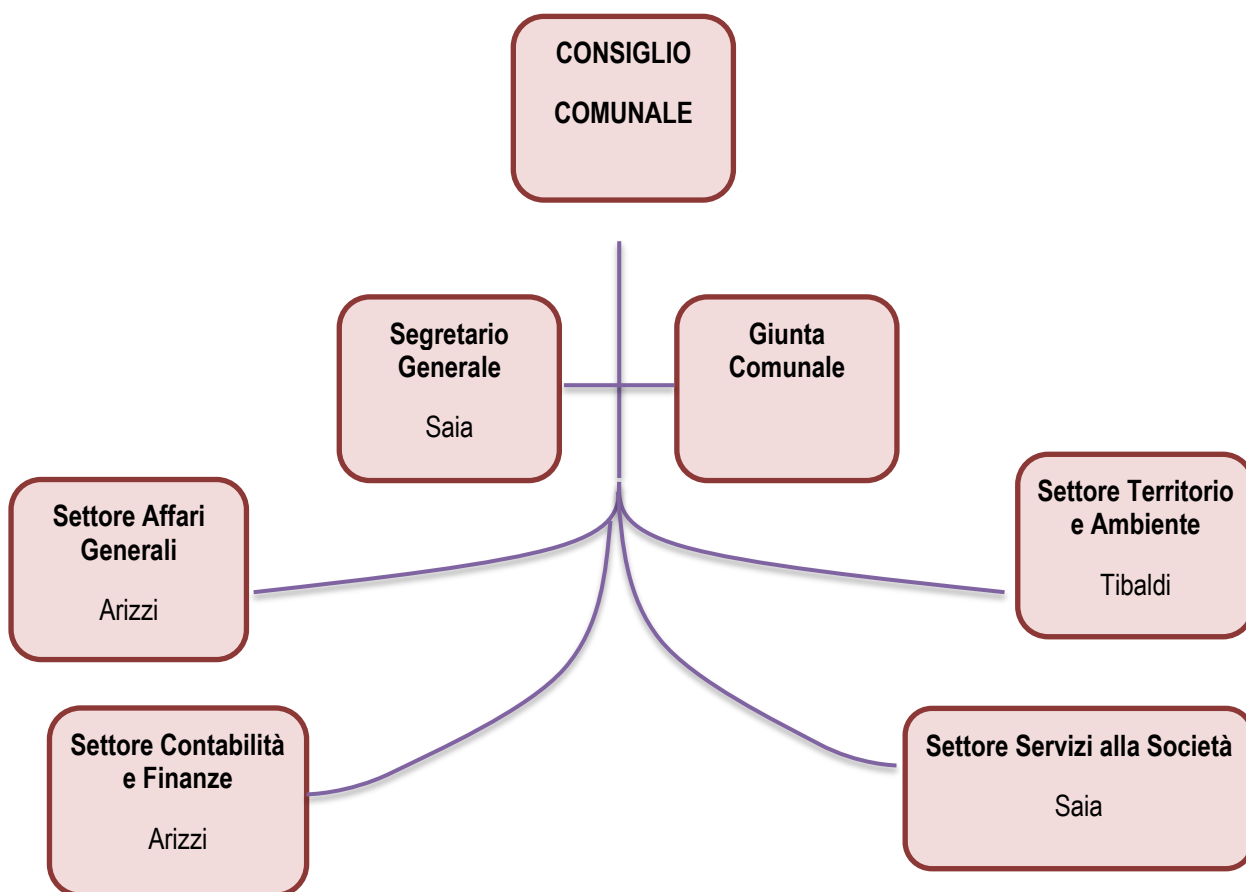 CONSIGLIO
COMUNALE
Segretario
Generale
Saia
Giunta
Comunale
Settore Affari
Generali
Arizzi
Settore Territorio
e Ambiente
Tibaldi
Settore Contabilità
e Finanze
Arizzi
Settore Servizi alla Società
Saia